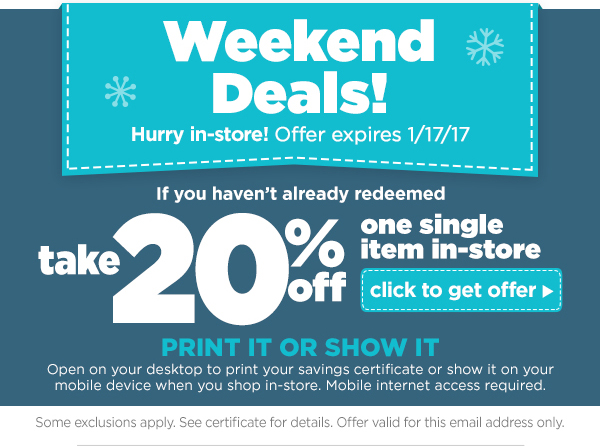 Weekend
Deals!
Hurry in-store! Offer expires 1/17/17
If you haven't already redeemed
take 20% off
one single
item in-store
click to get offer ▸
PRINT IT OR SHOW IT
Open on your desktop to print your savings certificate or show it on your
mobile device when you shop in-store. Mobile internet access required.
Some exclusions apply. See certificate for details. Offer valid for this email address only.